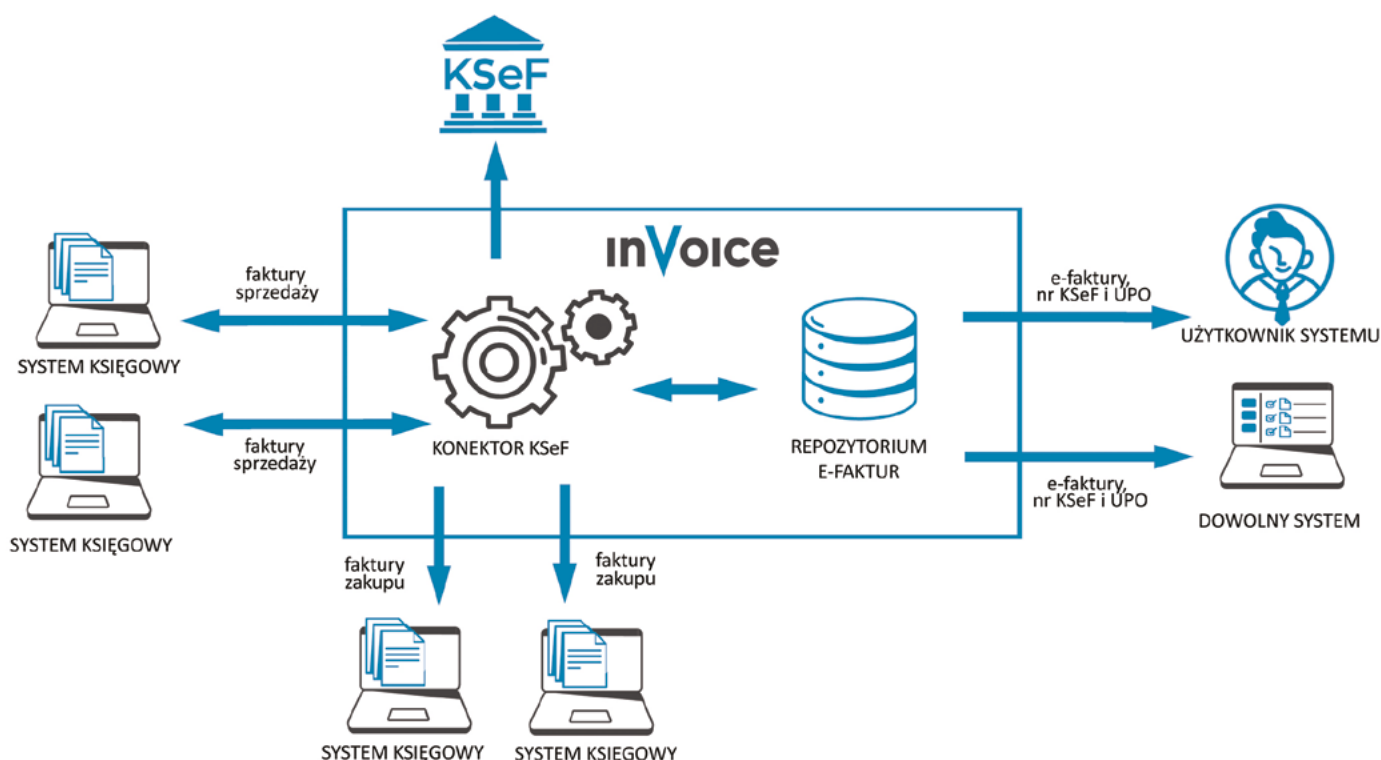 KSeF
inVoice
faktury
sprzedaży
e-faktury,
nr KSeF i UPO
UŻYTKOWNIK SYSTEMU
SYSTEM KSIĘGOWY
faktury
sprzedaży
KONEKTOR KSeF
REPOZYTORIUM
E-FAKTUR
e-faktury,
nr KSeF i UPO
DOWOLNY SYSTEM
SYSTEM KSIĘGOWY
faktury
zakupu
faktury
zakupu
SYSTEM KSIĘGOWY
SYSTEM KSIEGOWY